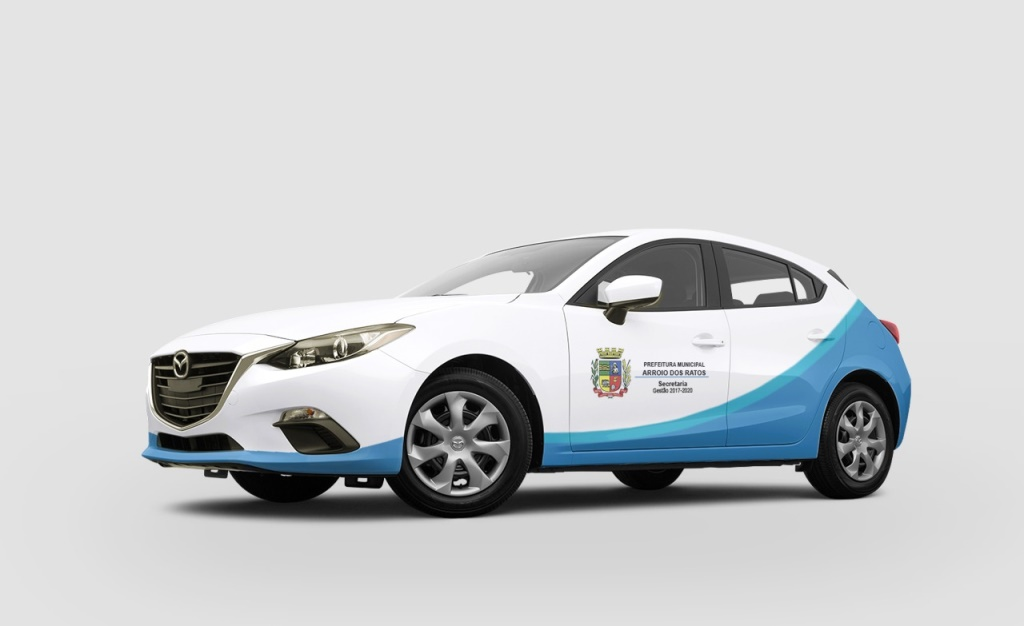 PREFEITURA MUNICIPAL
ARROIO DOS RATOS
Secretaria
Gestão 2017-2020